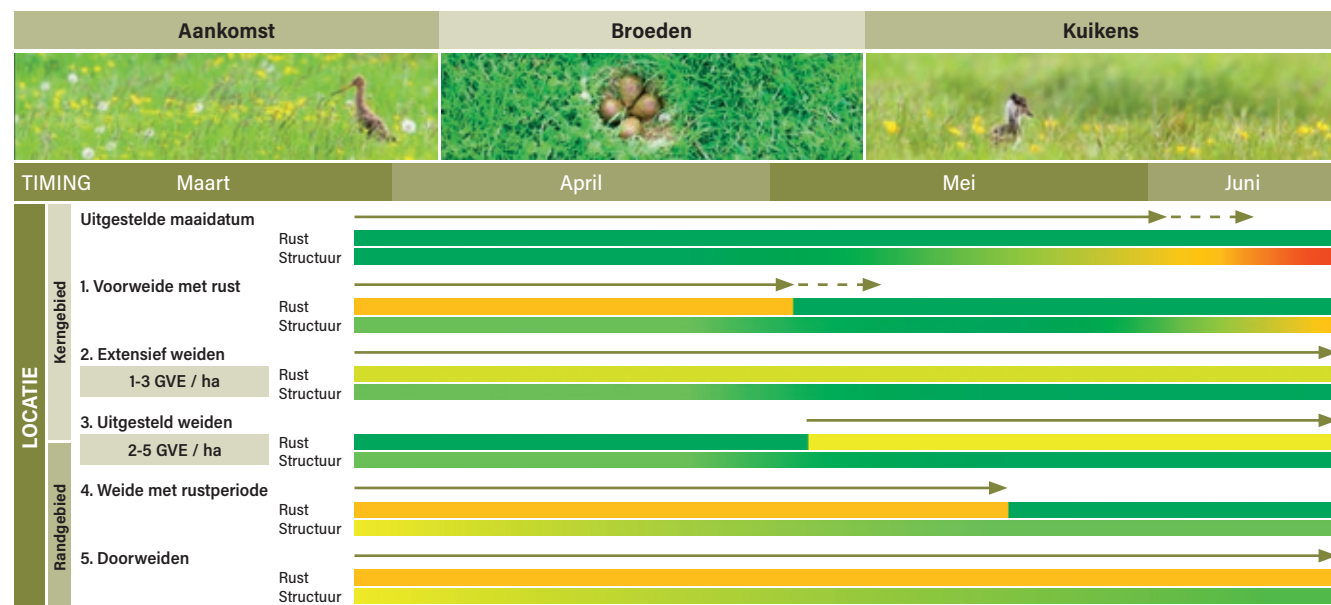 Aankomst Broeden Kuikens
TIMING Maart April Mei Juni
LOCATIE
Kerngebied
Uitgestelde maaidatum
Rust
Structuur
1. Voorweide met rust
Rust
Structuur
2. Extensief weiden
1-3 GVE / ha
Rust
Structuur
3. Uitgesteld weiden
2-5 GVE / ha
Rust
Structuur
Randgebied
4. Weide met rustperiode
Rust
Structuur
5. Doorweiden
Rust
Structuur